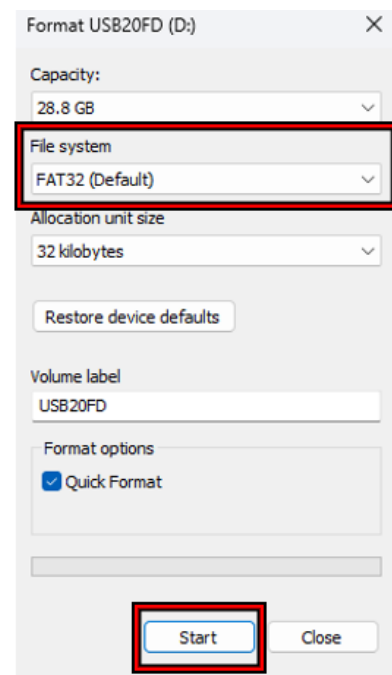 Format USB20FD (D:)
Capacity:
28.8 GB
File system
FAT32 (Default)
Allocation unit size
32 kilobytes
Restore device defaults
Volume label
USB20FD
Format options
Quick Format
Start Close